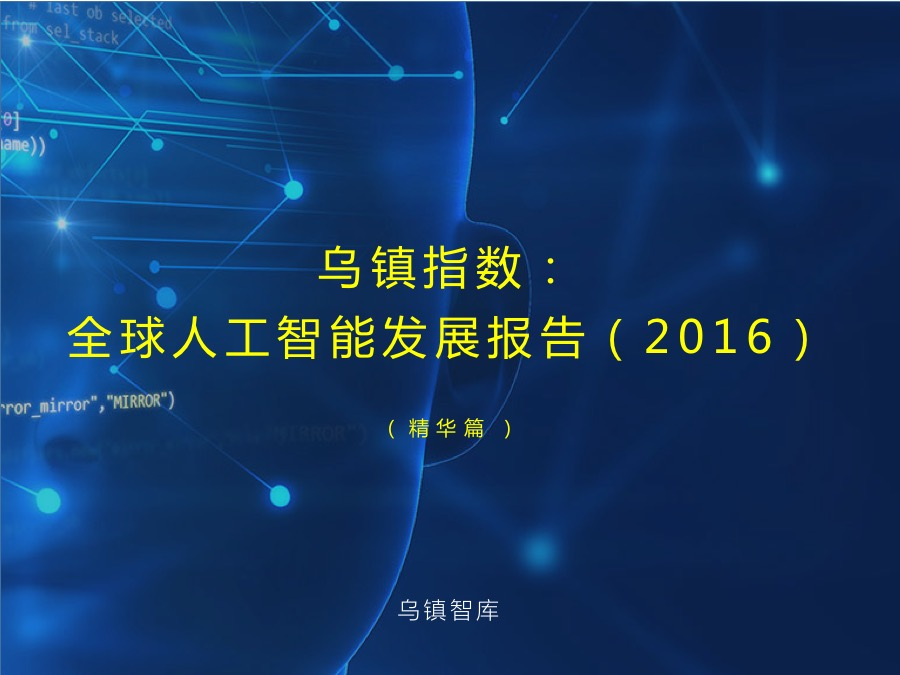 # last ob selected
from sel_stack
0]
name))
乌镇指数：
全球人工智能发展报告（2016）
rror_mirror","MIRROR")
（精华篇 ）
乌镇智库